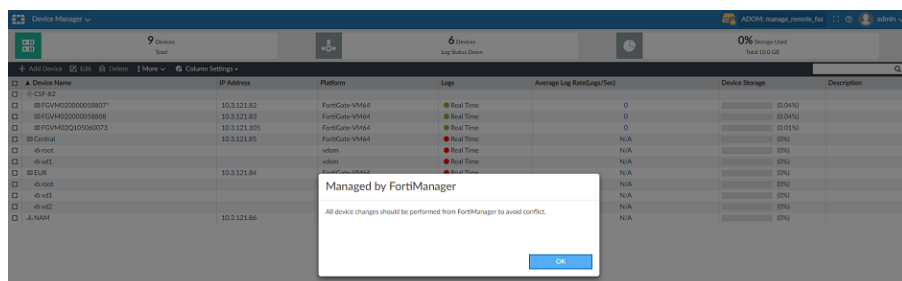 Device Manager
ADOM: manage_remote_faz admin
9 Devices
Total
6 Devices
Log Status Down
0% Storage Used
Total 10.0 GB
+ Add Device Edit Delete More Column Settings
Device Name IP Address Platform Logs Average Log Rate(Logs/Sec) Device Storage Description
CSF-82
FGVM020000058807* 10.3.121.82 FortiGate-VM64 Real Time 0 (0.04%)
FGVM020000058808 10.3.121.83 FortiGate-VM64 Real Time 0 (0.04%)
FGVM02Q105060073 10.3.121.105 FortiGate-VM64 Real Time 0 (0.01%)
Central 10.3.121.85 FortiGate-VM64 Real Time N/A (0%)
root vdom Real Time N/A (0%)
vd1 vdom Real Time N/A (0%)
EUR 10.3.121.84 FortiGate-VM64 Real Time N/A (0%)
root N/A (0%)
vd1 N/A (0%)
vd2 N/A (0%)
NAM 10.3.121.86 N/A (0%)
Managed by FortiManager
All device changes should be performed from FortiManager to avoid conflict.
OK